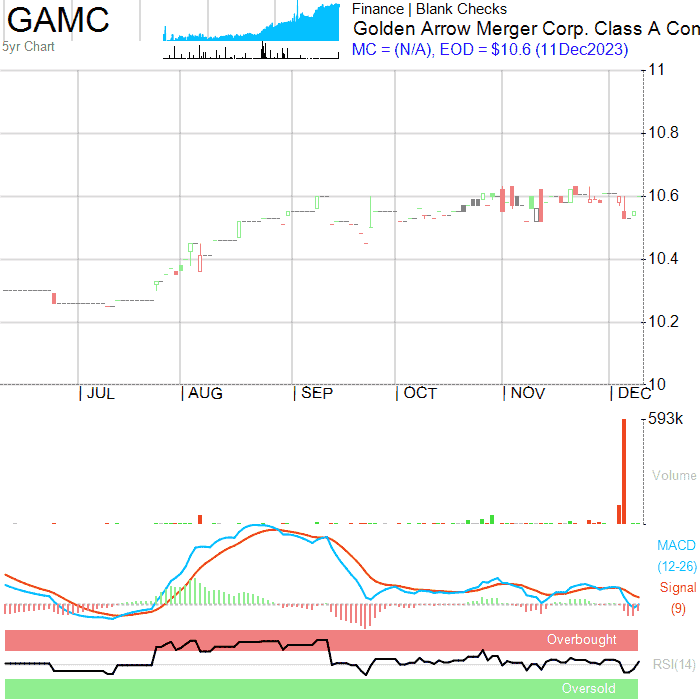 GAMC
5yr Chart
Finance | Blank Checks
Golden Arrow Merger Corp. Class A Con
MC = (N/A), EOD = $10.6 (11Dec2023)
11
10.8
10.6
10.4
10.2
10
| JUL | AUG | SEP | OCT | NOV | DEC
593k
Volume
MACD
(12-26)
Signal
(9)
Overbought
RSI(14)
Oversold